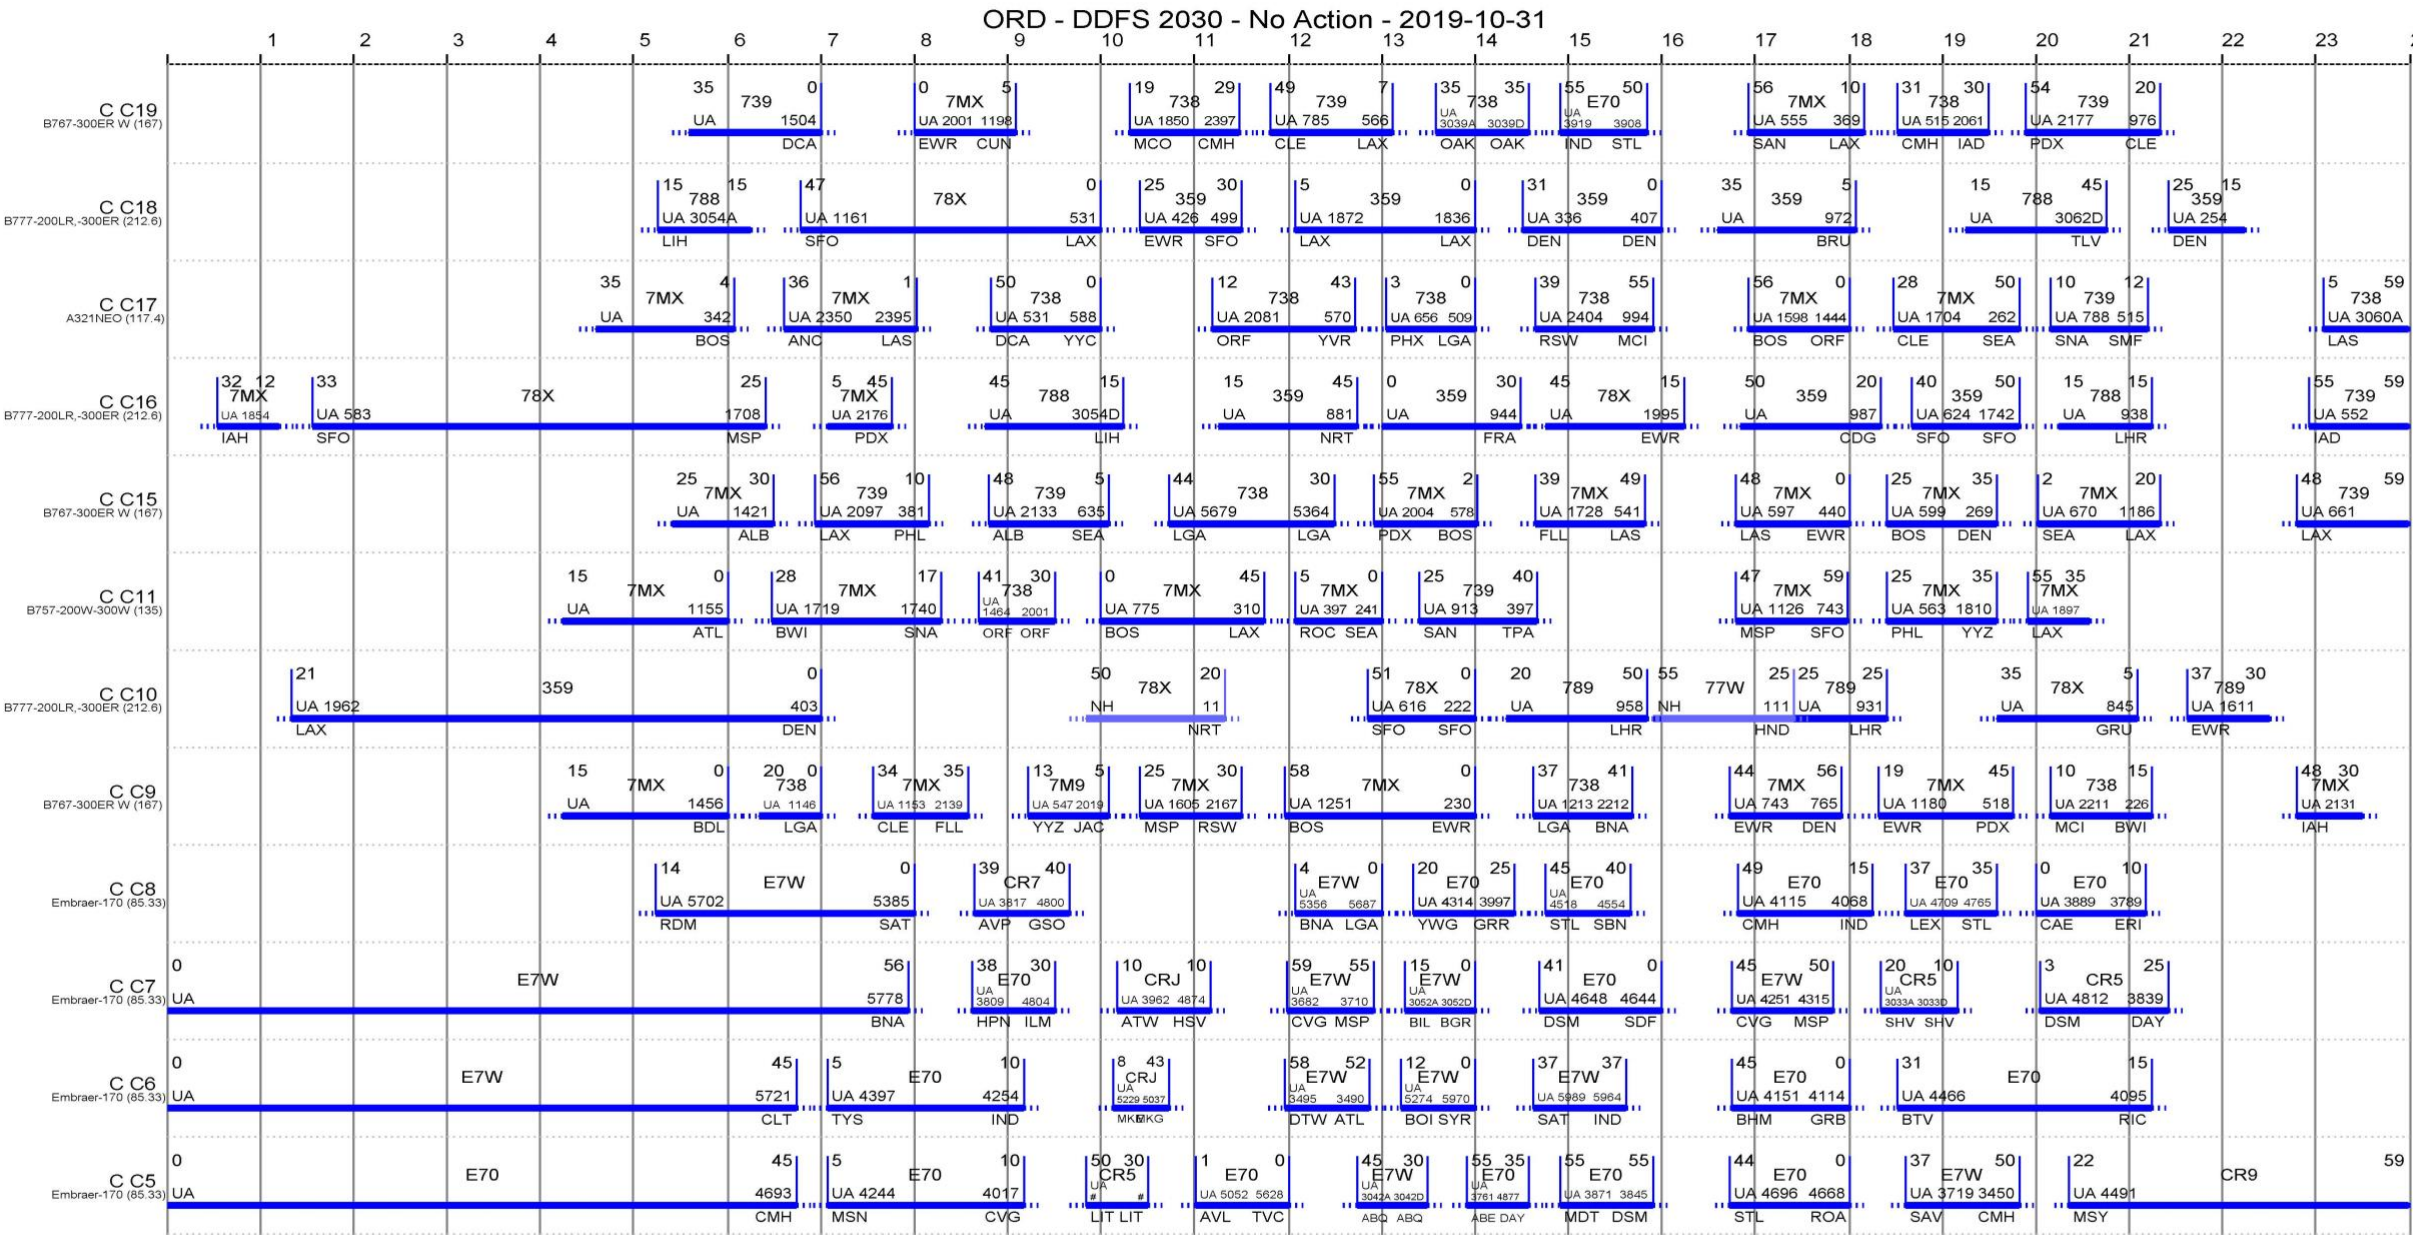 ORD - DDFS 2030 - No Action - 2019-10-31
1 2 3 4 5 6 7 8 9 10 11 12 13 14 15 16 17 18 19 20 21 22 23
35 0 0 5 19 29 49 7 35 35 55 50 56 10 31 30 54 20
C C19 739 7MX 738 739 738 E70 7MX 738 739
B767-300ER W (167) UA 1504 UA 2001 1198 UA 1850 2397 UA 785 566 UA 3039A 3039D UA 3919 3908 UA 555 369 UA 515 2061 UA 2177 976
DCA EWR CUN MCO CMH CLE LAX OAK OAK IND STL SAN LAX CMH IAD PDX CLE
15 15 47 0 25 30 5 0 31 0 35 5 15 45 25 15
C C18 788 78X 359 359 359 359 788 359
B777-200LR,-300ER (212.6) UA 3054A UA 1161 531 UA 426 499 UA 1872 1836 UA 336 407 UA 972 UA 3062D UA 254
LIH SFO LAX EWR SFO LAX LAX DEN DEN BRU TLV DEN
35 4 36 1 50 0 12 43 3 0 39 55 56 0 28 50 10 12 5 59
C C17 7MX 7MX 738 738 738 738 7MX 7MX 739 738
A321NEO (117.4) UA 342 UA 2350 2395 UA 531 588 UA 2081 570 UA 656 509 UA 2404 994 UA 1598 1444 UA 1704 262 UA 788 515 UA 3060A
BOS ANC LAS DCA YYC ORF YVR PHX LGA RSW MCI BOS ORF CLE SEA SNA SMF LAS
32 12 33 25 5 45 45 15 15 45 0 30 45 15 50 20 40 50 15 15 55 59
C C16 7MX 78X 7MX 788 359 359 78X 359 359 788 739
B777-200LR,-300ER (212.6) UA 1854 UA 583 1708 UA 2176 UA 3054D UA 881 UA 944 UA 1995 UA 987 UA 624 1742 UA 938 UA 552
IAH SFO MSP PDX LIH NRT FRA EWR CDG SFO SFO LHR IAD
25 30 56 10 48 5 44 30 55 2 39 49 48 0 25 35 2 20 48 59
C C15 7MX 739 739 738 7MX 7MX 7MX 7MX 7MX 739
B767-300ER W (167) UA 1421 UA 2097 381 UA 2133 635 UA 5679 5364 UA 2004 578 UA 1728 541 UA 597 440 UA 599 269 UA 670 1186 UA 661
ALB LAX PHL ALB SEA LGA LGA PDX BOS FLL LAS LAS EWR BOS DEN SEA LAX LAX
15 0 28 17 41 30 0 45 5 0 25 40 47 59 25 35 55 35
C C11 7MX 7MX 738 7MX 7MX 739 7MX 7MX 7MX
B757-200W-300W (135) UA 1155 UA 1719 1740 UA 1464 2001 UA 775 310 UA 397 241 UA 913 397 UA 1126 743 UA 563 1810 UA 1897
ATL BWI SNA ORF ORF BOS LAX ROC SEA SAN TPA MSP SFO PHL YYZ LAX
21 0 50 20 51 0 20 50 55 25 25 25 35 5 37 30
C C10 359 78X 78X 789 77W 789 78X 789
B777-200LR,-300ER (212.6) UA 1962 403 NH 11 UA 616 222 UA 958 NH 111 UA 931 UA 845 UA 1611
LAX DEN NRT SFO SFO LHR HND LHR GRU EWR
15 0 20 0 34 35 13 5 25 30 58 0 37 41 44 56 19 45 10 15 48 30
C C9 7MX 738 7MX 7M9 7MX 7MX 738 7MX 7MX 738 7MX
B767-300ER W (167) UA 1456 UA 1146 UA 1153 2139 UA 547 2019 UA 1605 2167 UA 1251 230 UA 1213 2212 UA 743 765 UA 1180 518 UA 2211 226 UA 2131
BDL LGA CLE FLL YYZ JAC MSP RSW BOS EWR LGA BNA EWR DEN EWR PDX MCI BWI IAH
14 0 39 40 4 0 20 25 45 40 49 15 37 35 0 10
C C8 E7W CR7 E7W E70 E70 E70 E70 E70
Embraer-170 (85.33) UA 5702 5385 UA 3817 4800 UA 5356 5687 UA 4314 3997 UA 4518 4554 UA 4115 4068 UA 4709 4765 UA 3889 3789
RDM SAT AVP GSO BNA LGA YWG GRR STL SBN CMH IND LEX STL CAE ERI
0 56 38 30 10 10 59 55 15 0 41 0 45 50 20 10 3 25
C C7 E7W E70 CRJ E7W E7W E70 E7W CR5 CR5
Embraer-170 (85.33) UA 5778 UA 3809 4804 UA 3962 4874 UA 3682 3710 UA 3052A 3052D UA 4648 4644 UA 4251 4315 UA 3033A 3033D UA 4812 3839
BNA HPN ILM ATW HSV CVG MSP BIL BGR DSM SDF CVG MSP SHV SHV DSM DAY
0 45 5 10 8 43 58 52 12 0 37 37 45 0 31 15
C C6 E7W E70 CRJ E7W E7W E7W E70 E70
Embraer-170 (85.33) UA 5721 UA 4397 4254 UA 5229 5037 UA 3495 3490 UA 5274 5970 UA 5989 5964 UA 4151 4114 UA 4466 4095
CLT TYS IND MKE MKG DTW ATL BOI SYR SAT IND BHM GRB BTV RIC
0 45 5 10 50 30 1 0 45 30 55 35 55 55 44 0 37 50 22 59
C C5 E70 E70 CR5 E70 E7W E70 E70 E70 E7W CR9
Embraer-170 (85.33) UA 4693 UA 4244 4017 UA # # UA 5052 5628 UA 3042A 3042D UA 3761 4877 UA 3871 3845 UA 4696 4668 UA 3719 3450 UA 4491
CMH MSN CVG LIT LIT AVL TVC ABQ ABQ ABE DAY MDT DSM STL ROA SAV CMH MSY